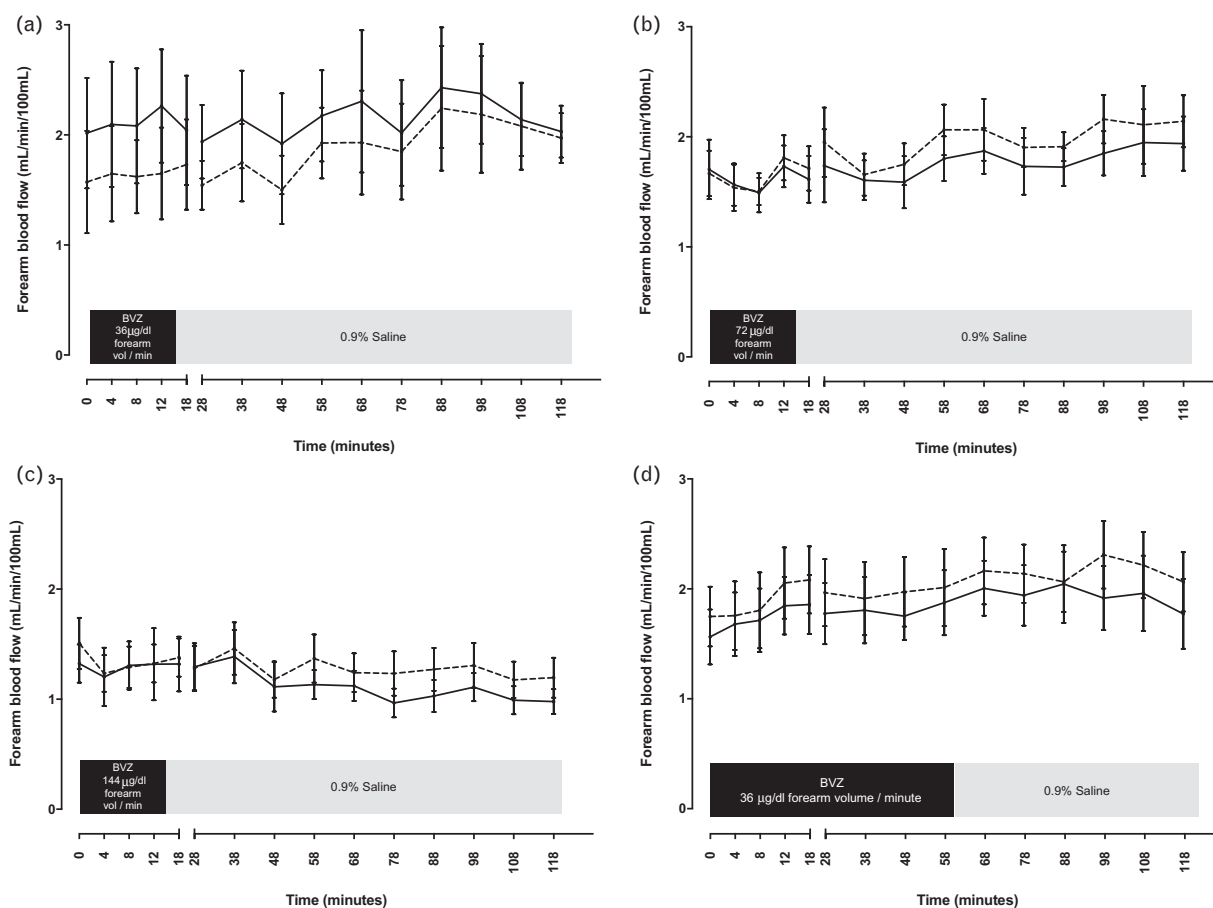 (a)
Forearm blood flow (mL/min/100mL)
3
2
1
0
BVZ
36µg/dl
forearm
vol / min
0.9% Saline
0 4 8 12 18 28 38 48 58 68 78 88 98 108 118
Time (minutes)
(b)
Forearm blood flow (mL/min/100mL)
3
2
1
0
BVZ
72 µg/dl
forearm
vol / min
0.9% Saline
0 4 8 12 18 28 38 48 58 68 78 88 98 108 118
Time (minutes)
(c)
Forearm blood flow (mL/min/100mL)
3
2
1
0
BVZ
144 µg/dl
forearm
vol / min
0.9% Saline
0 4 8 12 18 28 38 48 58 68 78 88 98 108 118
Time (minutes)
(d)
Forearm blood flow (mL/min/100mL)
3
2
1
0
BVZ
36 µg/dl forearm volume / minute
0.9% Saline
0 4 8 12 18 28 38 48 58 68 78 88 98 108 118
Time (minutes)